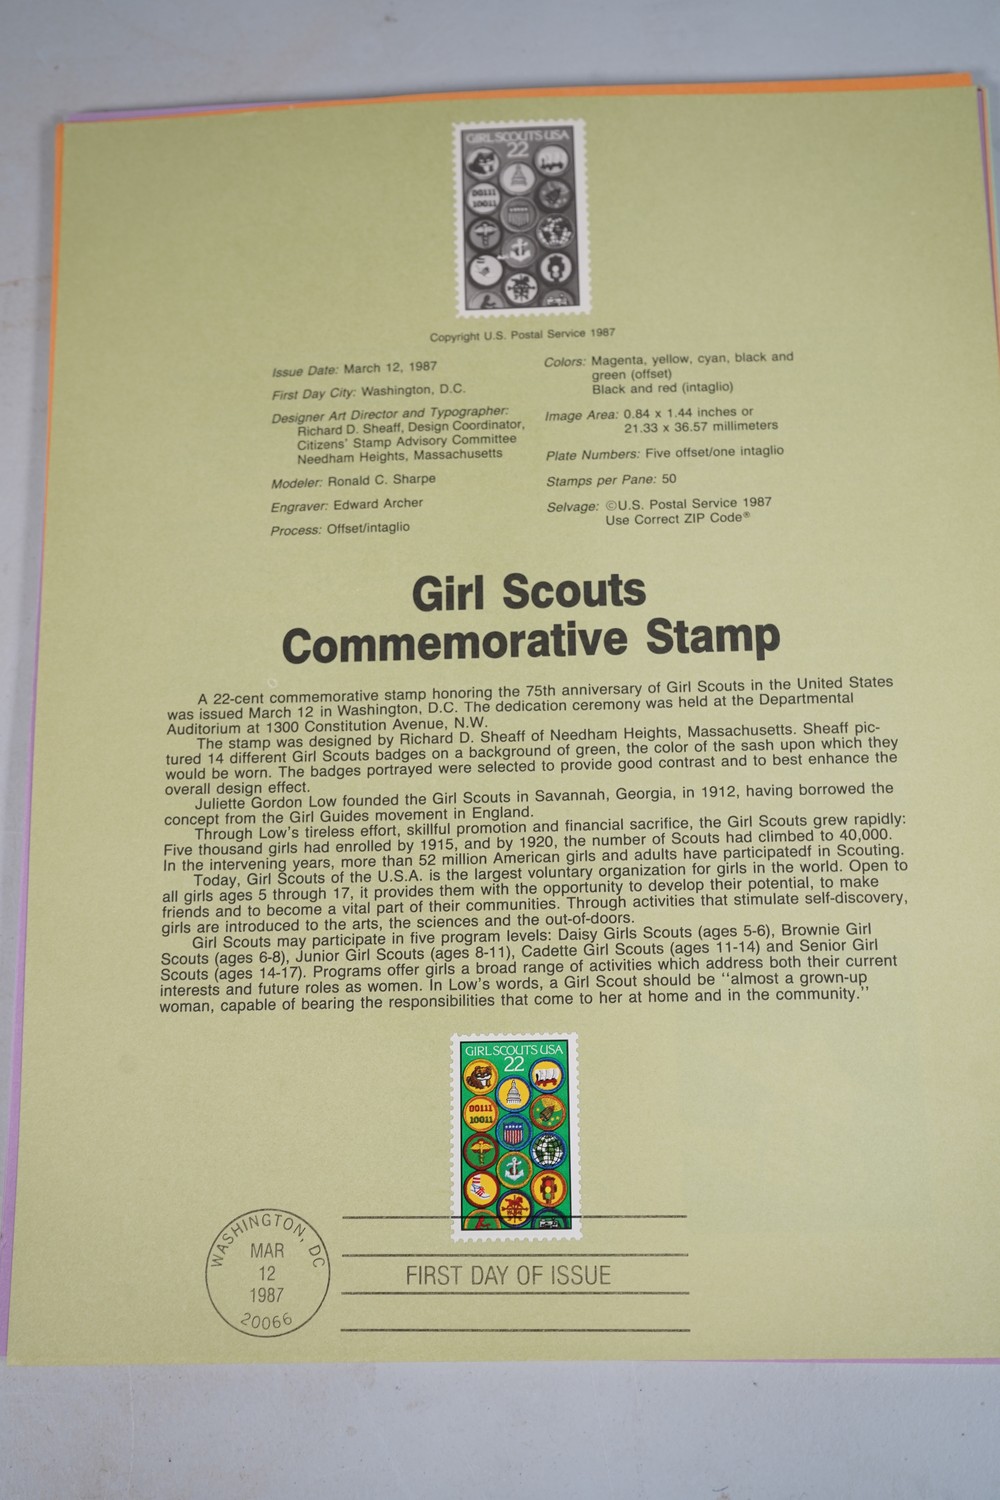 GIRL SCOUTS USA
22
00111
10011
Copyright U.S. Postal Service 1987
Issue Date: March 12, 1987
First Day City: Washington, D.C.
Designer Art Director and Typographer:
Richard D. Sheaff, Design Coordinator,
Citizens' Stamp Advisory Committee
Needham Heights, Massachusetts
Modeler: Ronald C. Sharpe
Engraver: Edward Archer
Process: Offset/intaglio
Colors: Magenta, yellow, cyan, black and
green (offset)
Black and red (intaglio)
Image Area: 0.84 x 1.44 inches or
21.33 x 36.57 millimeters
Plate Numbers: Five offset/one intaglio
Stamps per Pane: 50
Selvage: ©U.S. Postal Service 1987
Use Correct ZIP Code®
Girl Scouts
Commemorative Stamp
A 22-cent commemorative stamp honoring the 75th anniversary of Girl Scouts in the United States
was issued March 12 in Washington, D.C. The dedication ceremony was held at the Departmental
Auditorium at 1300 Constitution Avenue, N.W.
The stamp was designed by Richard D. Sheaff of Needham Heights, Massachusetts. Sheaff pic-
tured 14 different Girl Scouts badges on a background of green, the color of the sash upon which they
would be worn. The badges portrayed were selected to provide good contrast and to best enhance the
overall design effect.
Juliette Gordon Low founded the Girl Scouts in Savannah, Georgia, in 1912, having borrowed the
concept from the Girl Guides movement in England.
Through Low's tireless effort, skillful promotion and financial sacrifice, the Girl Scouts grew rapidly:
Five thousand girls had enrolled by 1915, and by 1920, the number of Scouts had climbed to 40,000.
In the intervening years, more than 52 million American girls and adults have participatedf in Scouting.
Today, Girl Scouts of the U.S.A. is the largest voluntary organization for girls in the world. Open to
all girls ages 5 through 17, it provides them with the opportunity to develop their potential, to make
friends and to become a vital part of their communities. Through activities that stimulate self-discovery,
girls are introduced to the arts, the sciences and the out-of-doors.
Girl Scouts may participate in five program levels: Daisy Girls Scouts (ages 5-6), Brownie Girl
Scouts (ages 6-8), Junior Girl Scouts (ages 8-11), Cadette Girl Scouts (ages 11-14) and Senior Girl
Scouts (ages 14-17). Programs offer girls a broad range of activities which address both their current
interests and future roles as women. In Low's words, a Girl Scout should be ''almost a grown-up
woman, capable of bearing the responsibilities that come to her at home and in the community.''
GIRL SCOUTS USA
22
00111
10011
WASHINGTON, DC
MAR
12
1987
20066
FIRST DAY OF ISSUE